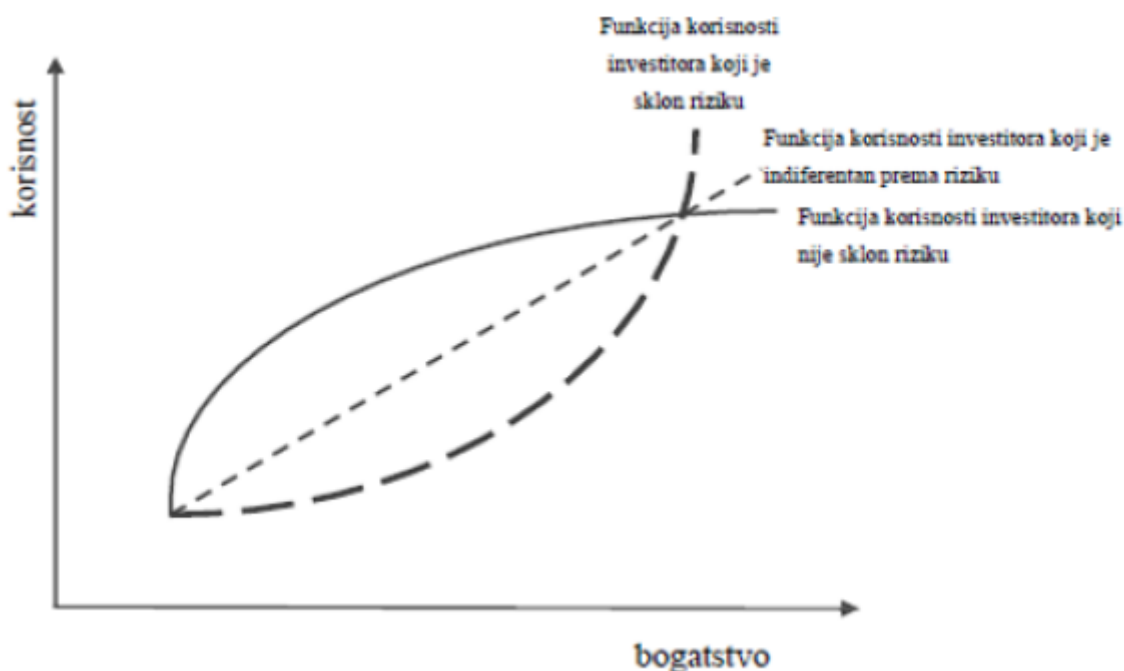 Funkcija korisnosti
investitora koji je
sklon riziku
korisnost
Funkcija korisnosti investitora koji je
indiferentan prema riziku
Funkcija korisnosti investitora koji
nije sklon riziku
bogatstvo